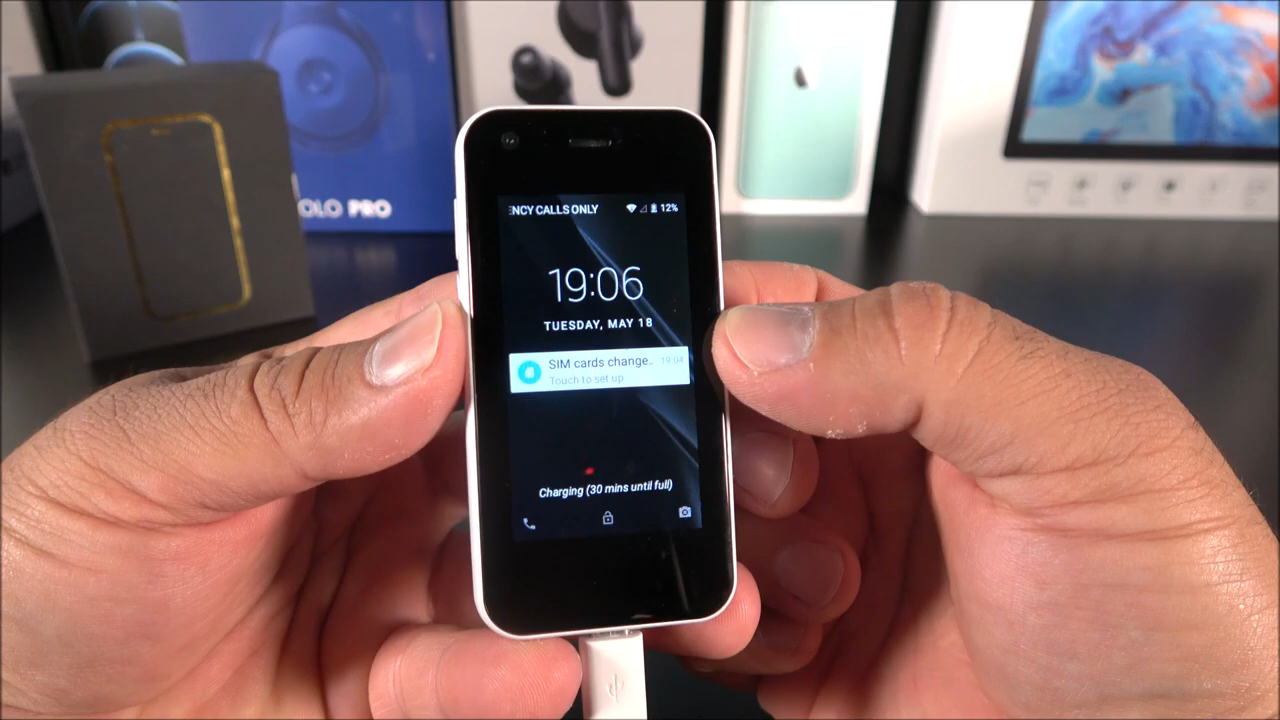 OLO PRO
NCY CALLS ONLY
12%
19:06
TUESDAY, MAY 18
SIM cards change..
19:04
Touch to set up
Charging (30 mins until full)